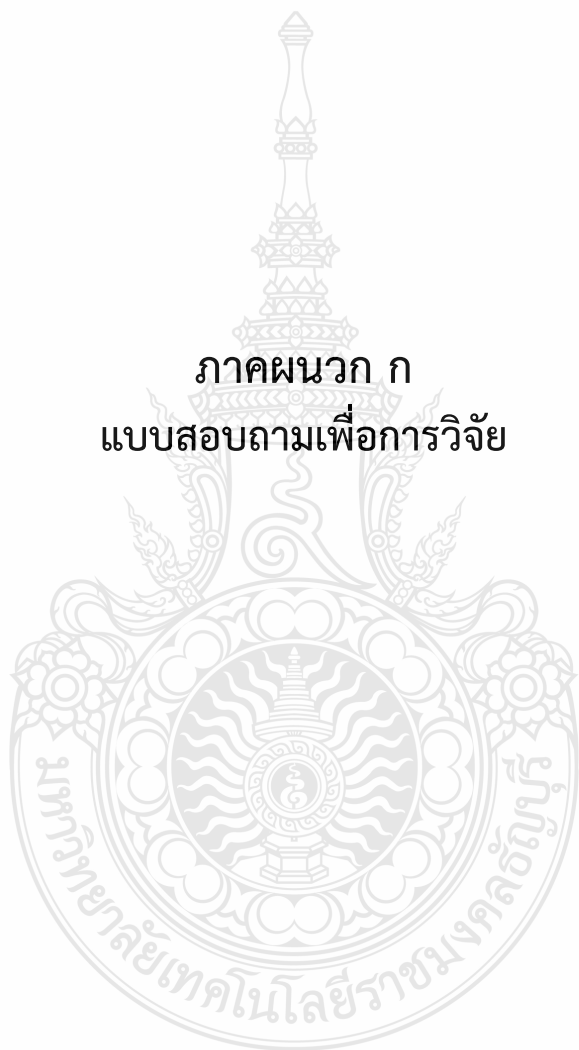 ภาคผนวก ก
แบบสอบถามเพื่อการวิจัย
มหาวิทยาลัยเทคโนโลยีราชมงคลธัญบุรี